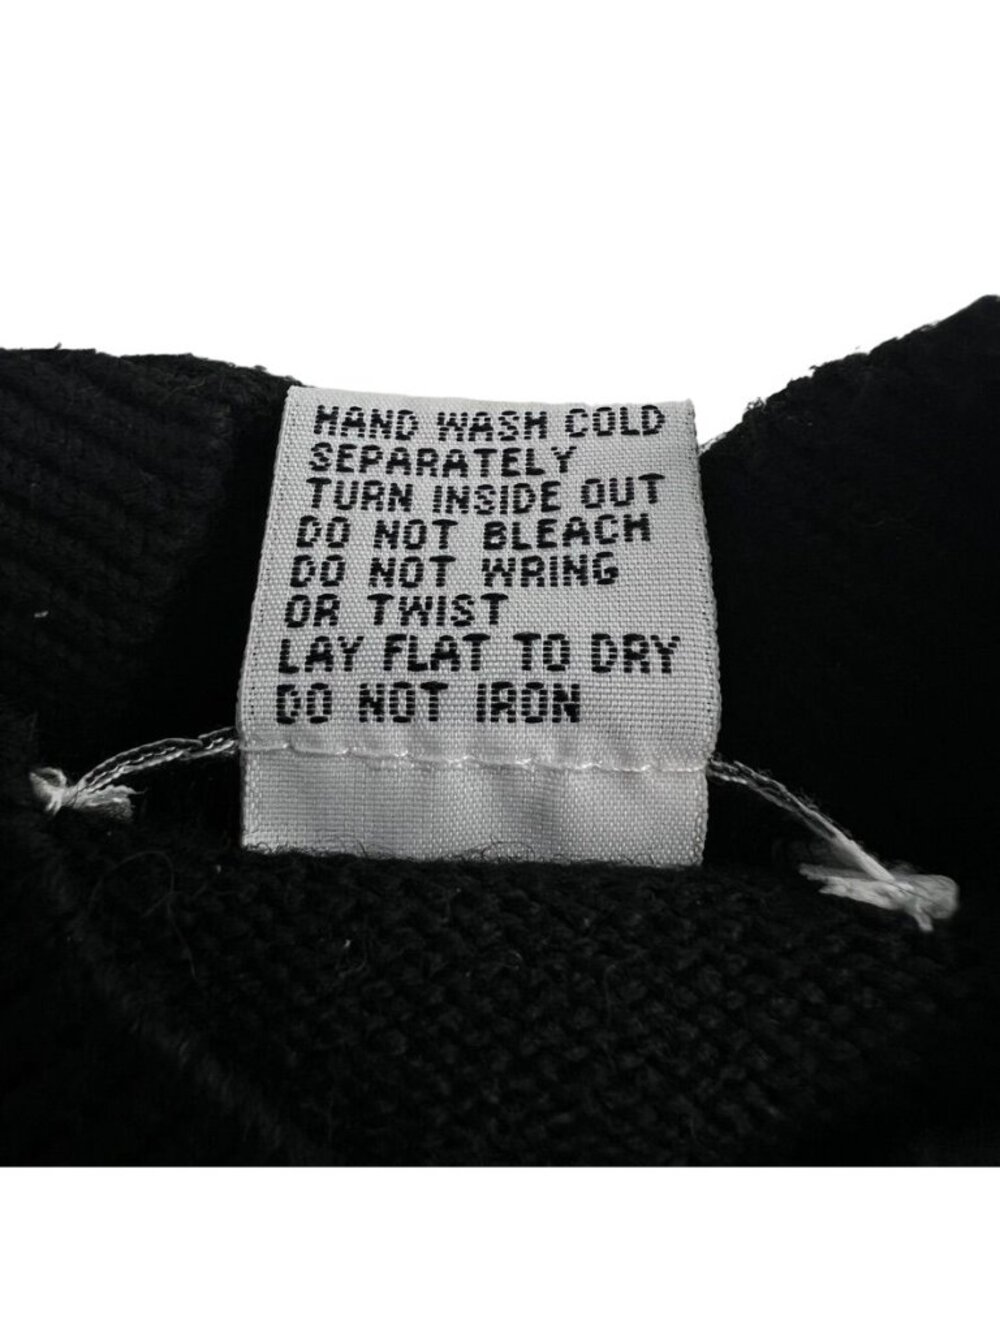 HAND WASH COLD
SEPARATELY
TURN INSIDE OUT
DO NOT BLEACH
DO NOT WRING
OR TWIST
LAY FLAT TO DRY
DO NOT IRON